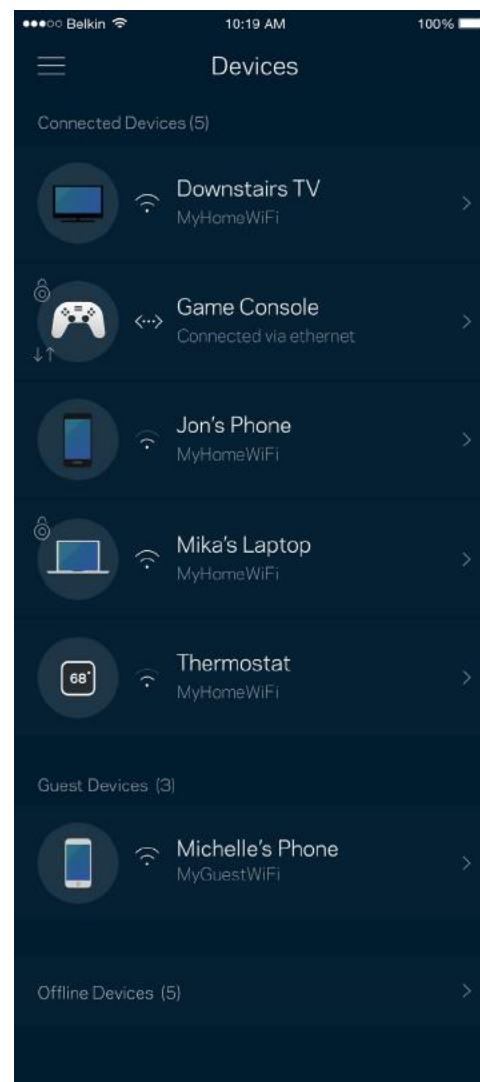 Belkin 10:19 AM 100%
Devices
Connected Devices (5)
Downstairs TV
MyHomeWiFi
Game Console
Connected via ethernet
Jon's Phone
MyHomeWiFi
Mika's Laptop
MyHomeWiFi
68°
Thermostat
MyHomeWiFi
Guest Devices (3)
Michelle's Phone
MyGuestWiFi
Offline Devices (5)